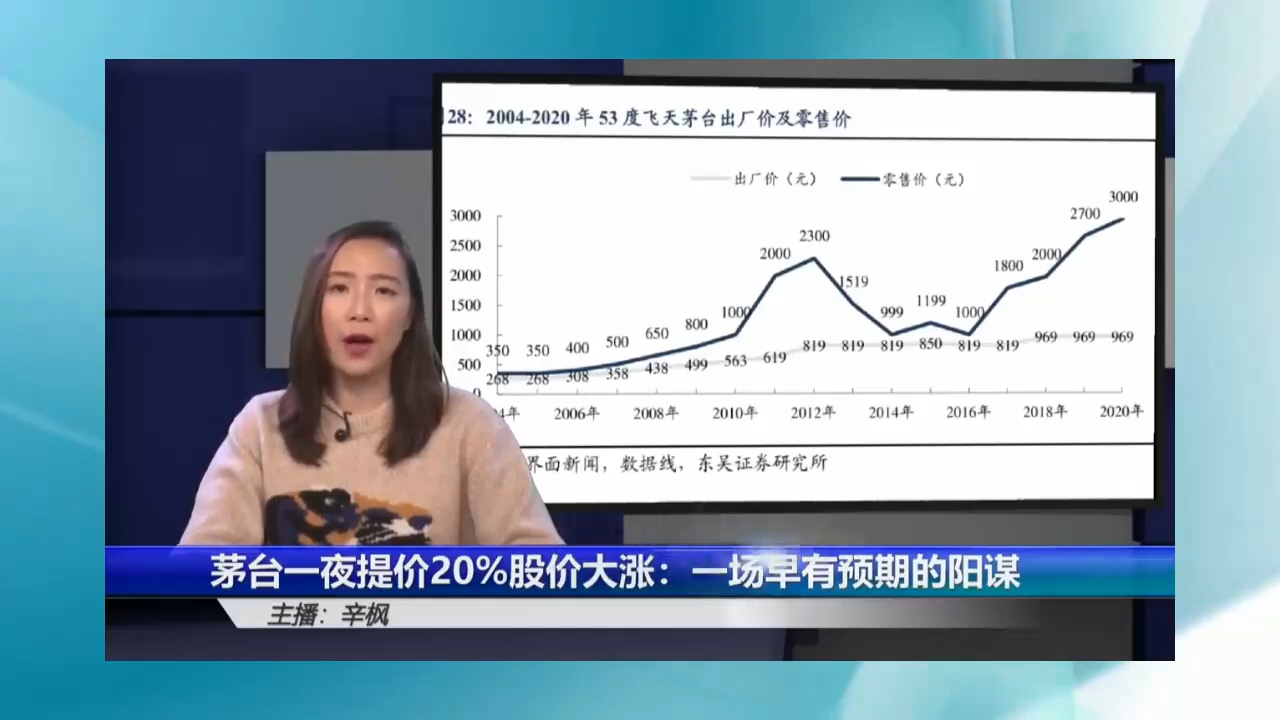 28：2004-2020 年 53 度飞天茅台出厂价及零售价
出厂价（元） 零售价（元）
3000
2500
2000
1500
1000
500
0
350 350 400 500 650 800 1000 2000 2300 1519 999 1199 1000 1800 2000 2700 3000
268 268 308 358 438 499 563 619 819 819 819 850 819 819 969 969 969
4年 2006年 2008年 2010年 2012年 2014年 2016年 2018年 2020年
界面新闻，数据线，东吴证券研究所
茅台一夜提价20%股价大涨：一场早有预期的阳谋
主播：辛枫